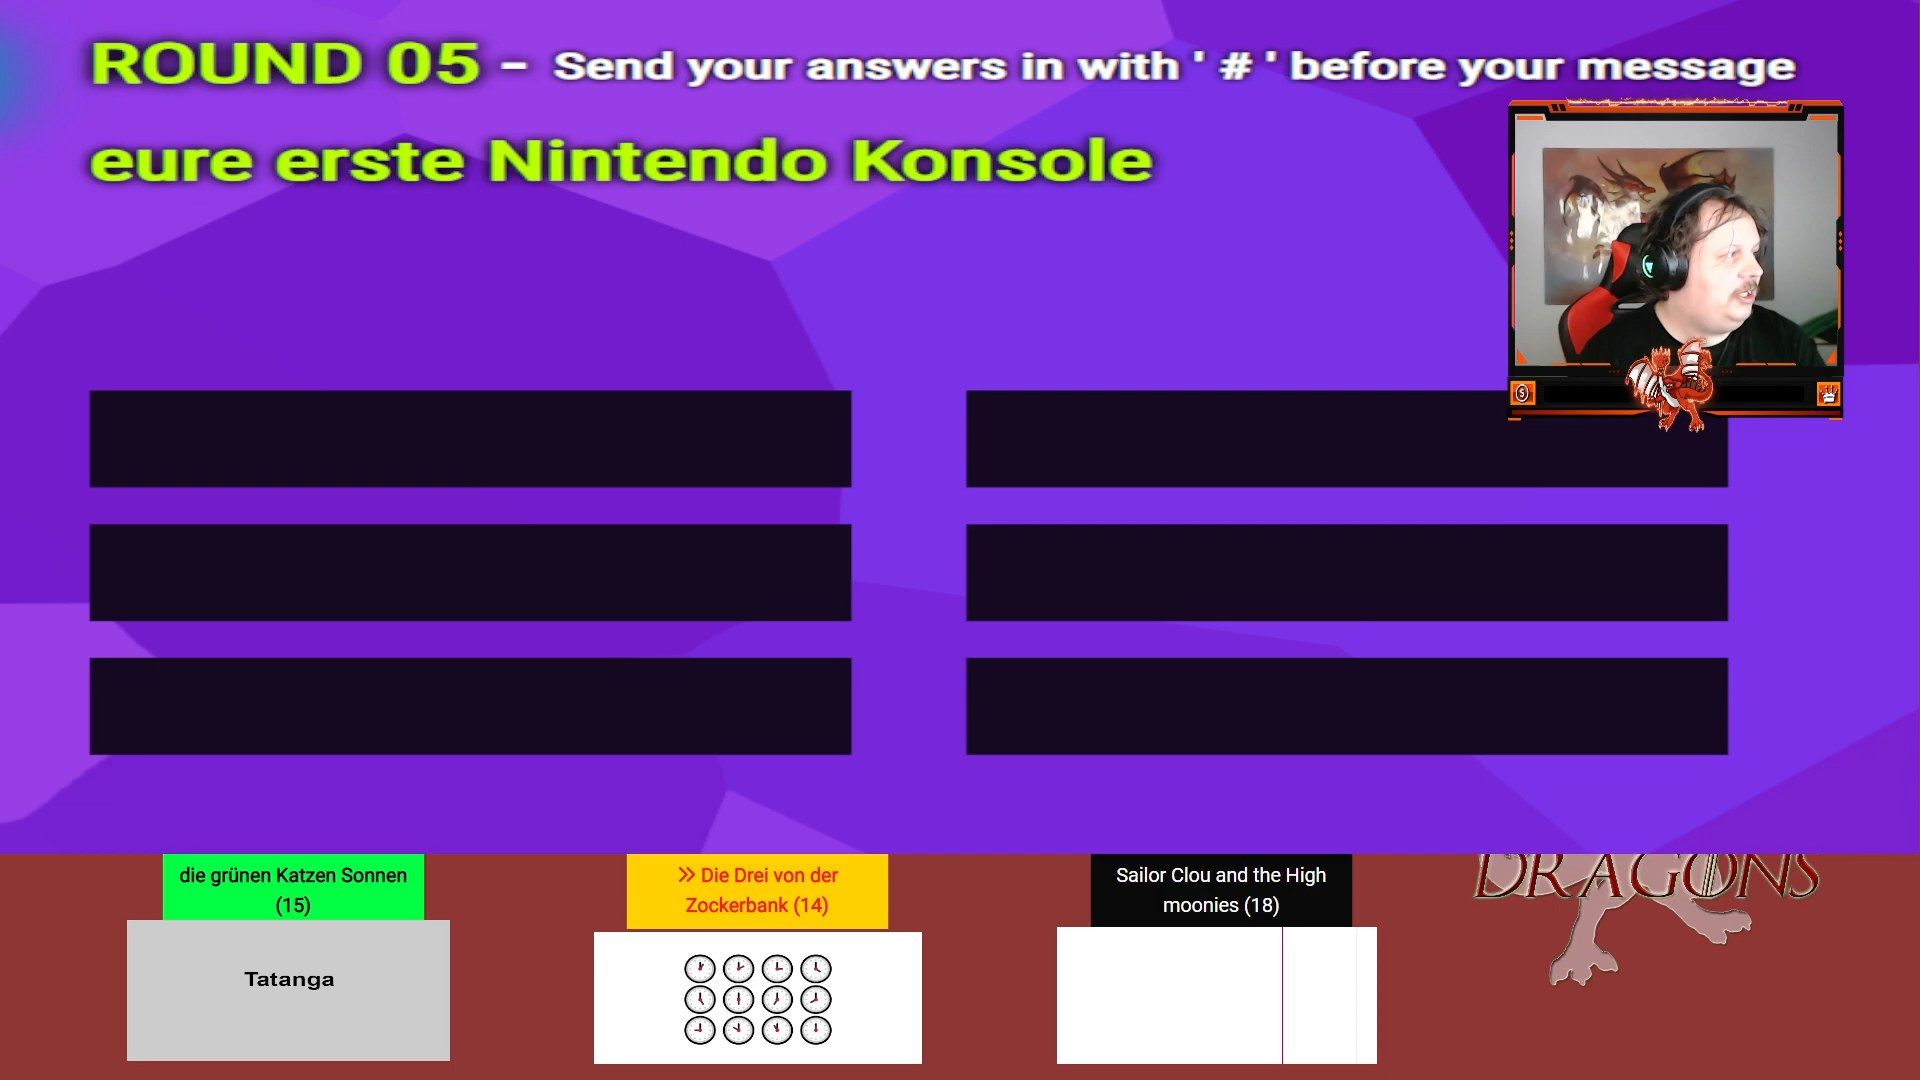 ROUND 05 - Send your answers in with ' # ' before your message
eure erste Nintendo Konsole
S
die grünen Katzen Sonnen
(15)
Tatanga
>> Die Drei von der
Zockerbank (14)
Sailor Clou and the High
moonies (18)
DRAGONS